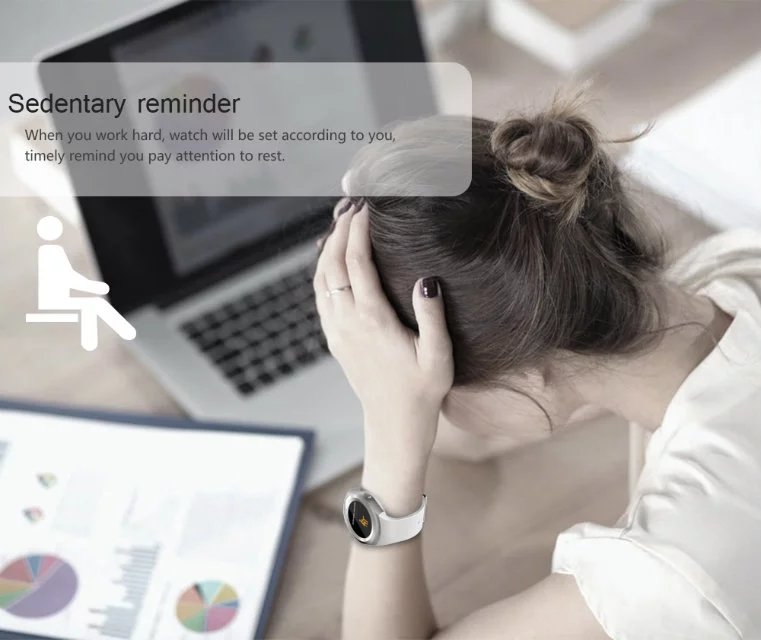 Sedentary reminder
When you work hard, watch will be set according to you,
timely remind you pay attention to rest.